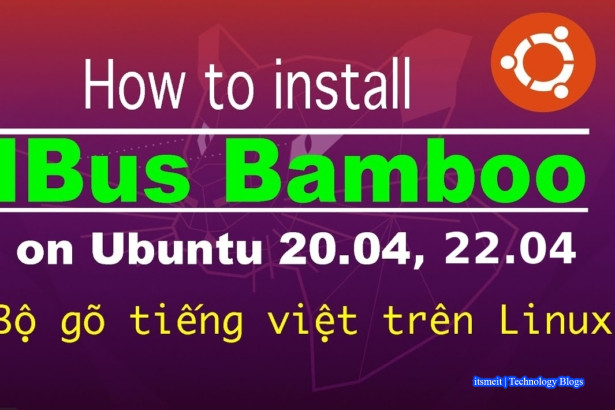 How to install
IBus Bamboo
on Ubuntu 20.04, 22.04
Bộ gõ tiếng việt trên Linux
itsmeit | Technology Blogs